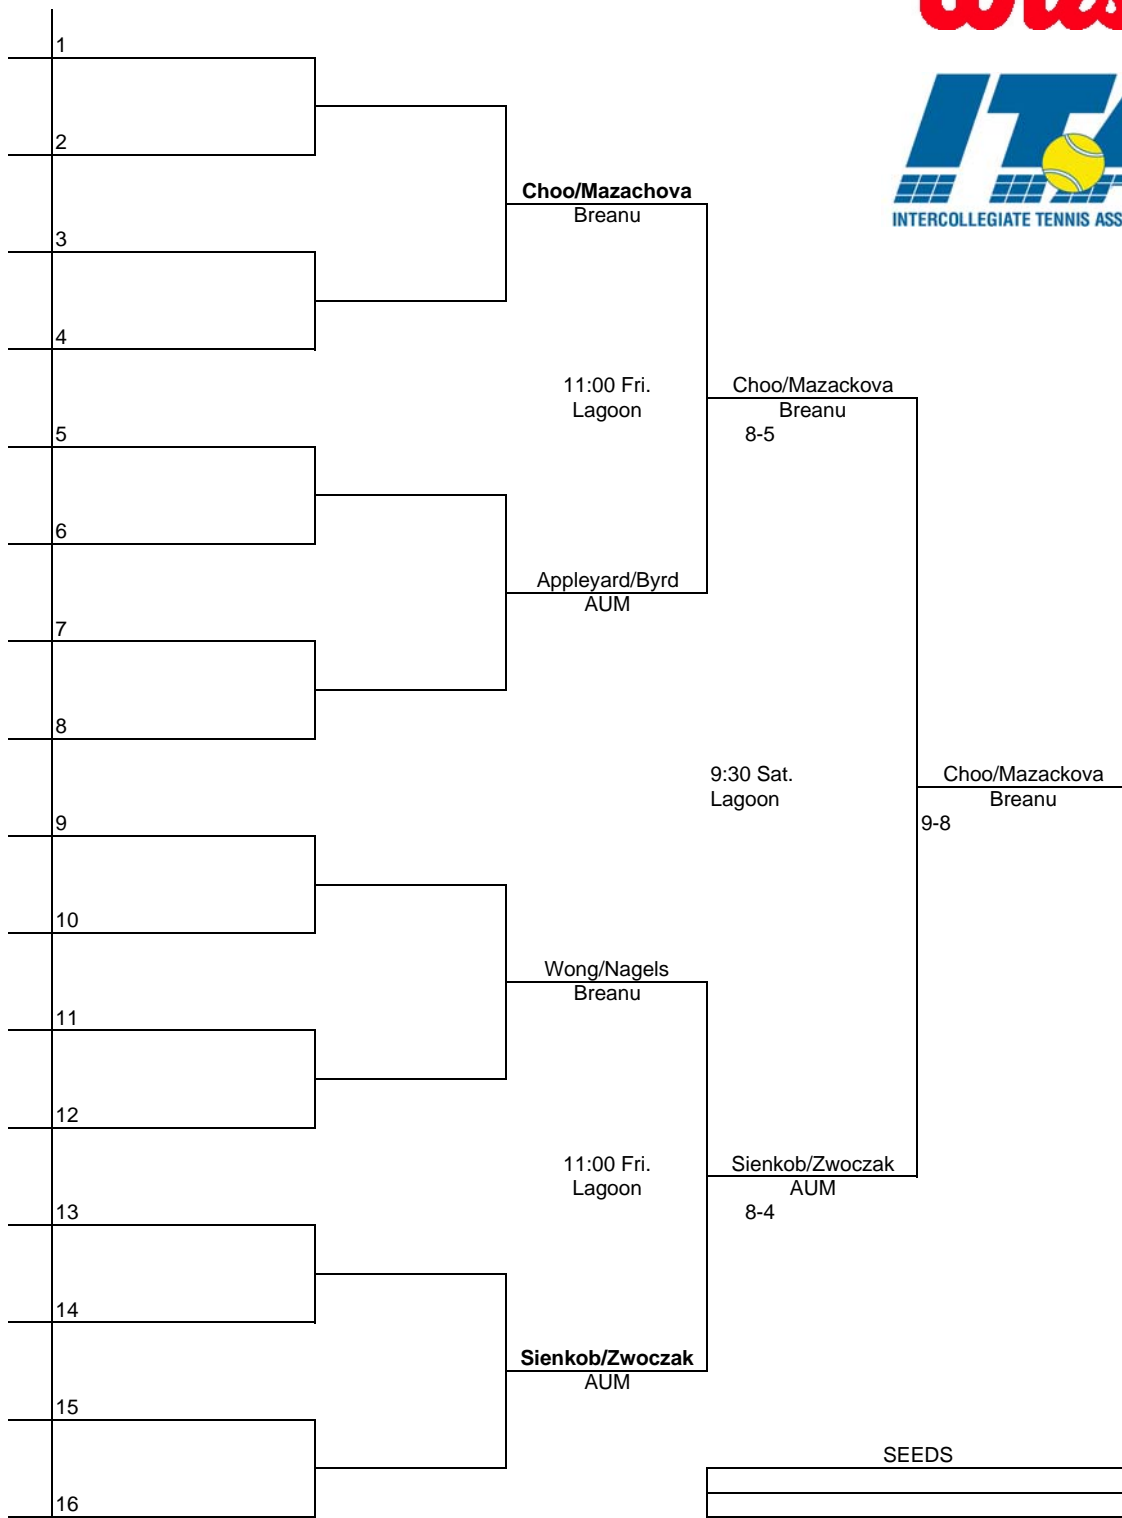 1
2
Choo/Mazachova
Breanu
INTERCOLLEGIATE TENNIS
3
4
11:00 Fri.
Lagoon
Choo/Mazackova
Breanu
8-5
5
6
Appleyard/Byrd
AUM
7
8
9:30 Sat.
Lagoon
Choo/Mazackova
Breanu
9-8
9
10
Wong/Nagels
Breanu
11
12
11:00 Fri.
Lagoon
Sienkob/Zwoczak
AUM
8-4
13
14
Sienkob/Zwoczak
AUM
15
SEEDS
16